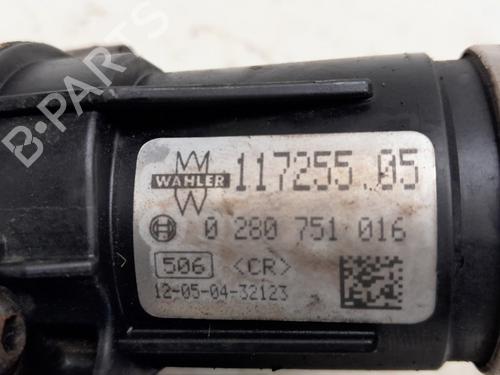 B-PARTS
WAHLER 117255.05
0 280 751 016
506 <CR>
12-05-04-32123